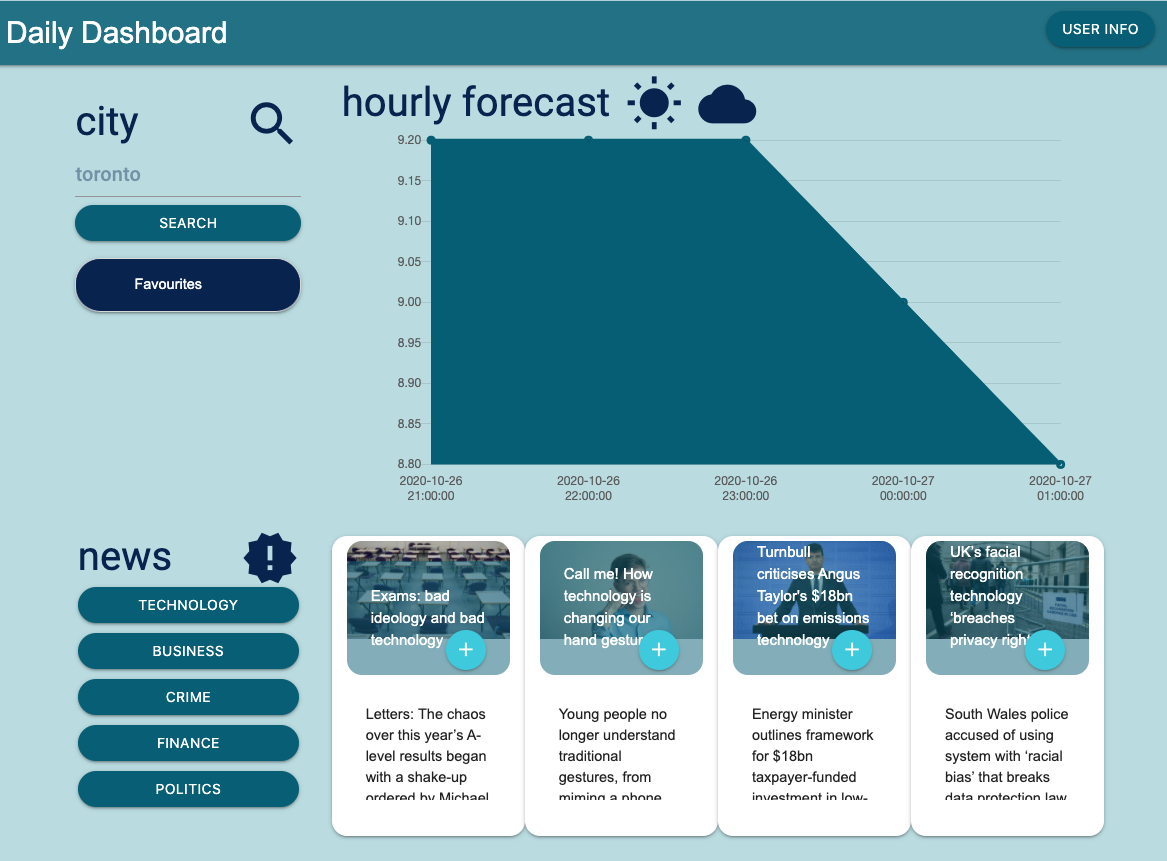 Daily Dashboard
USER INFO
city
toronto
SEARCH
Favourites
hourly forecast
9.20
9.15
9.10
9.05
9.00
8.95
8.90
8.85
8.80
2020-10-26
21:00:00
2020-10-26
22:00:00
2020-10-26
23:00:00
2020-10-27
00:00:00
2020-10-27
01:00:00
news
TECHNOLOGY
BUSINESS
CRIME
FINANCE
POLITICS
Exams: bad
ideology and bad
technology
+
Letters: The chaos
over this year’s A-
level results began
with a shake-up
ordered by Michael
Call me! How
technology is
changing our
hand
+
Young people no
longer understand
traditional
gestures, from
miming a phone
Turnbull
criticises Angus
Taylor’s $18bn
bet on emissions
technology
+
Energy minister
outlines framework
for $18bn
taxpayer-funded
investment in low-
UK’s facial
recognition
technology
‘breaches
privacy
+
South Wales police
accused of using
system with ‘racial
bias’ that breaks
data protection law